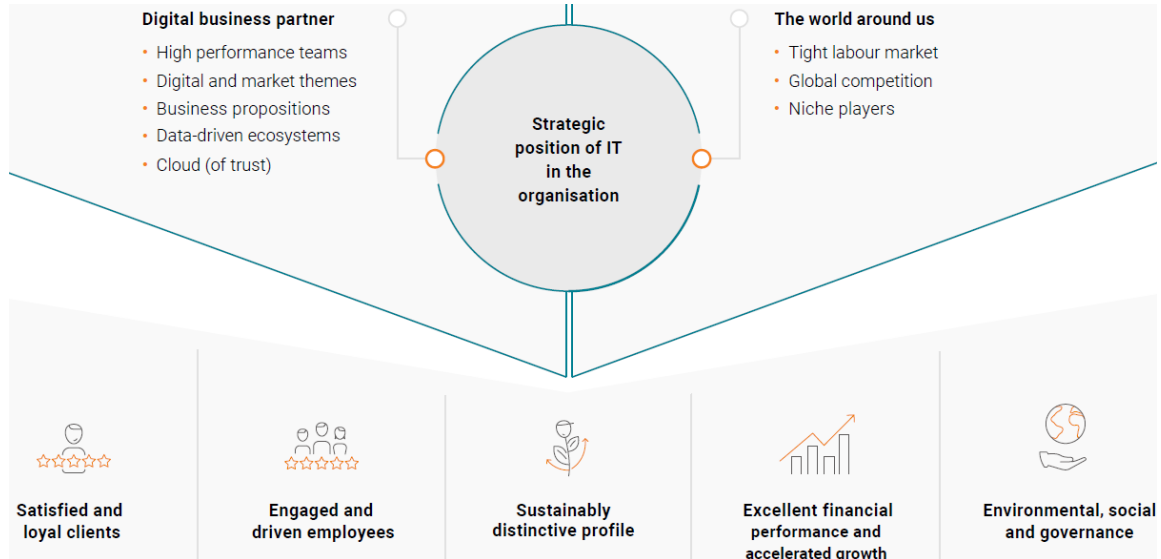 Digital business partner
• High performance teams
• Digital and market themes
• Business propositions
• Data-driven ecosystems
• Cloud (of trust)
Strategic
position of IT
in the
organisation
The world around us
• Tight labour market
• Global competition
• Niche players
Satisfied and
loyal clients
Engaged and
driven employees
Sustainably
distinctive profile
Excellent financial
performance and
accelerated growth
Environmental, social
and governance